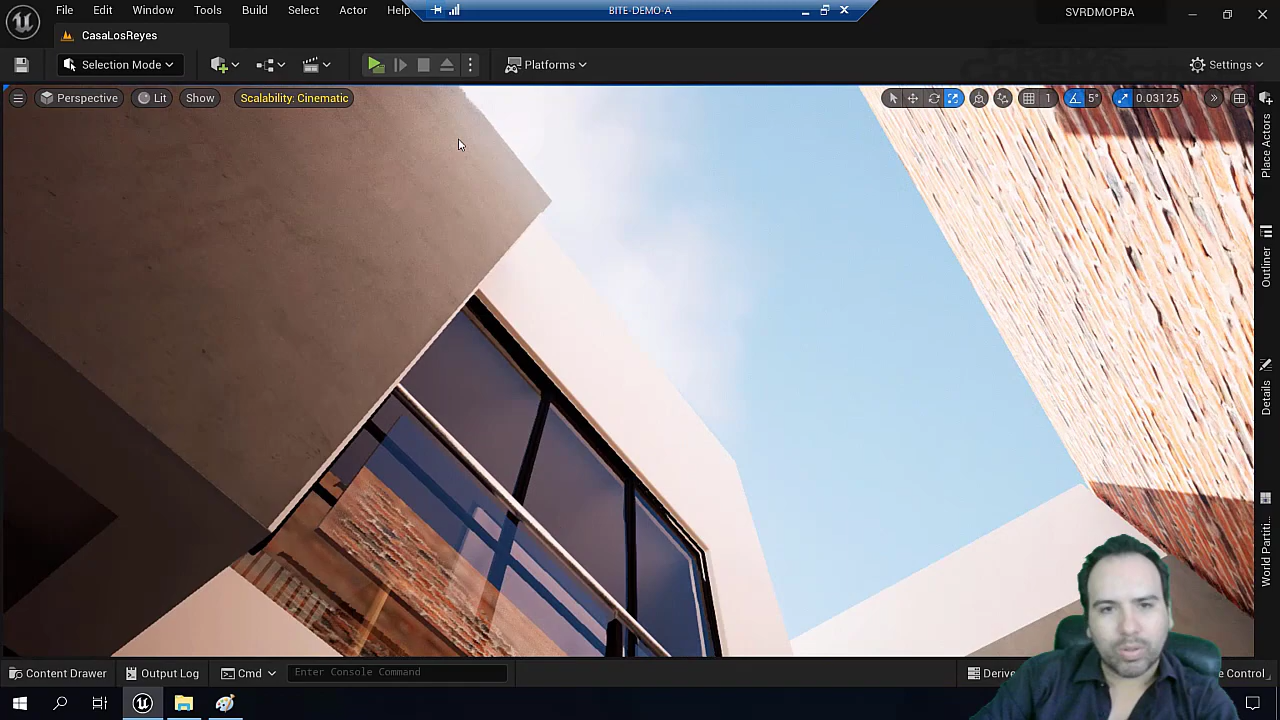 File Edit Window Tools Build Select Actor Help
BITE-DEMO-A
SVRDMOPBA
CasaLosReyes
Selection Mode
Platforms
Settings
Perspective
Lit
Show
Scalability: Cinematic
1
5°
0.03125
Place Actors
Outliner
Details
World Partiti...
Content Drawer
Output Log
Cmd
Enter Console Command